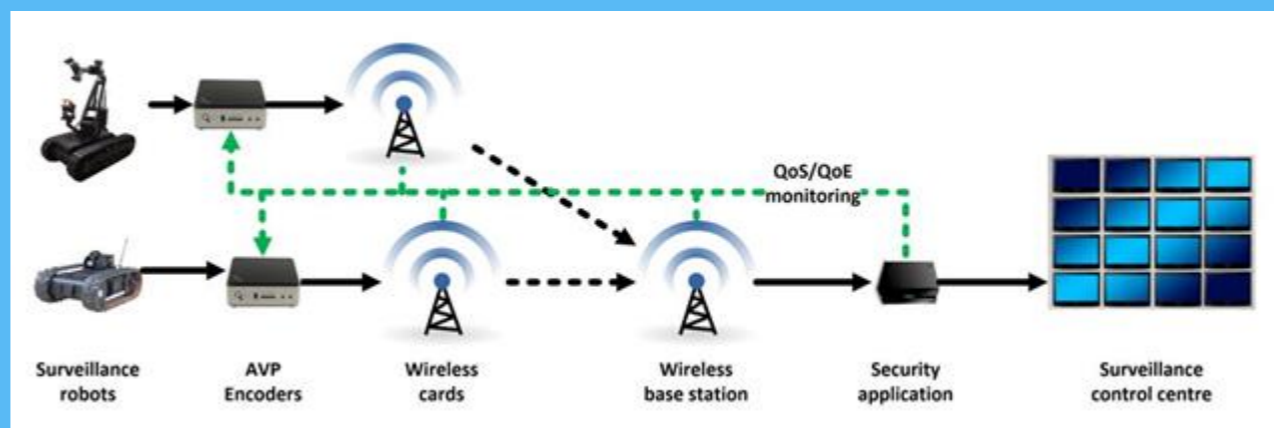 QoS/QoE
monitoring
Surveillance
robots
AVP
Encoders
Wireless
cards
Wireless
base station
Security
application
Surveillance
control centre